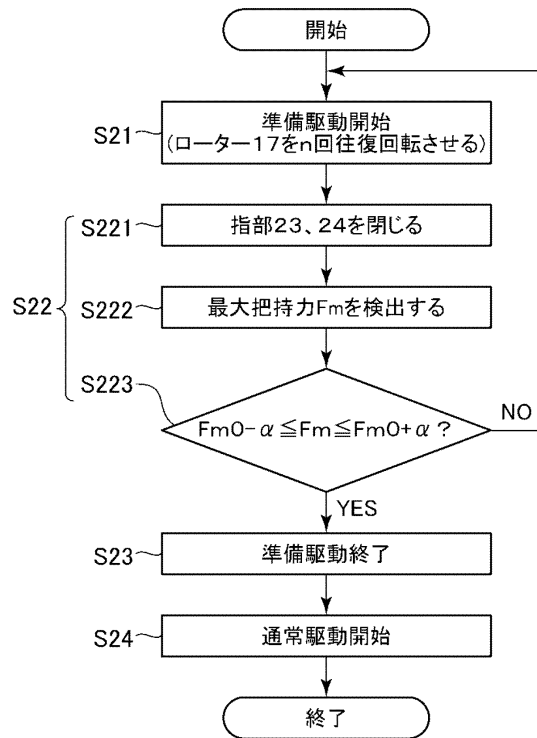 開始
S21
準備駆動開始
(ローター17をn回往復回転させる)
S22
S221
指部23、24を閉じる
S222
最大把持力Fmを検出する
S223
Fm0-α≦Fm≦Fm0+α?
NO
YES
S23
準備駆動終了
S24
通常駆動開始
終了